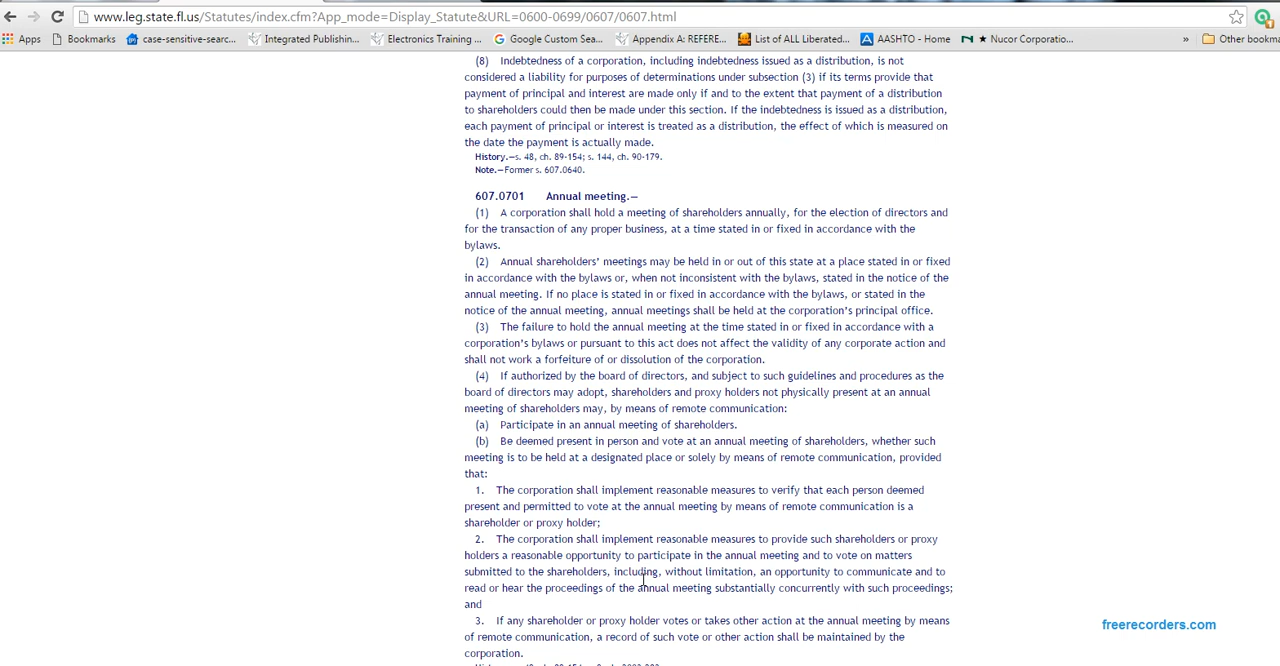 www.leg.state.fl.us/Statutes/index.cfm?App_mode=Display_Statute&URL=0600-0699/0607/0607.html
Apps Bookmarks case-sensitive-searc... Integrated Publishin... Electronics Training ... Google Custom Sea... Appendix A: REFERE... List of ALL Liberated... AASHTO - Home ★ Nucor Corporatio... » Other bookma
(8) Indebtedness of a corporation, including indebtedness issued as a distribution, is not
considered a liability for purposes of determinations under subsection (3) if its terms provide that
payment of principal and interest are made only if and to the extent that payment of a distribution
to shareholders could then be made under this section. If the indebtedness is issued as a distribution,
each payment of principal or interest is treated as a distribution, the effect of which is measured on
the date the payment is actually made.
History.—s. 48, ch. 89-154; s. 144, ch. 90-179.
Note.—Former s. 607.0640.
607.0701 Annual meeting.—
(1) A corporation shall hold a meeting of shareholders annually, for the election of directors and
for the transaction of any proper business, at a time stated in or fixed in accordance with the
bylaws.
(2) Annual shareholders’ meetings may be held in or out of this state at a place stated in or fixed
in accordance with the bylaws or, when not inconsistent with the bylaws, stated in the notice of the
annual meeting. If no place is stated in or fixed in accordance with the bylaws, or stated in the
notice of the annual meeting, annual meetings shall be held at the corporation’s principal office.
(3) The failure to hold the annual meeting at the time stated in or fixed in accordance with a
corporation’s bylaws or pursuant to this act does not affect the validity of any corporate action and
shall not work a forfeiture of or dissolution of the corporation.
(4) If authorized by the board of directors, and subject to such guidelines and procedures as the
board of directors may adopt, shareholders and proxy holders not physically present at an annual
meeting of shareholders may, by means of remote communication:
(a) Participate in an annual meeting of shareholders.
(b) Be deemed present in person and vote at an annual meeting of shareholders, whether such
meeting is to be held at a designated place or solely by means of remote communication, provided
that:
1. The corporation shall implement reasonable measures to verify that each person deemed
present and permitted to vote at the annual meeting by means of remote communication is a
shareholder or proxy holder;
2. The corporation shall implement reasonable measures to provide such shareholders or proxy
holders a reasonable opportunity to participate in the annual meeting and to vote on matters
submitted to the shareholders, including, without limitation, an opportunity to communicate and to
read or hear the proceedings of the annual meeting substantially concurrently with such proceedings;
and
3. If any shareholder or proxy holder votes or takes other action at the annual meeting by means
of remote communication, a record of such vote or other action shall be maintained by the
corporation.
freerecorders.com